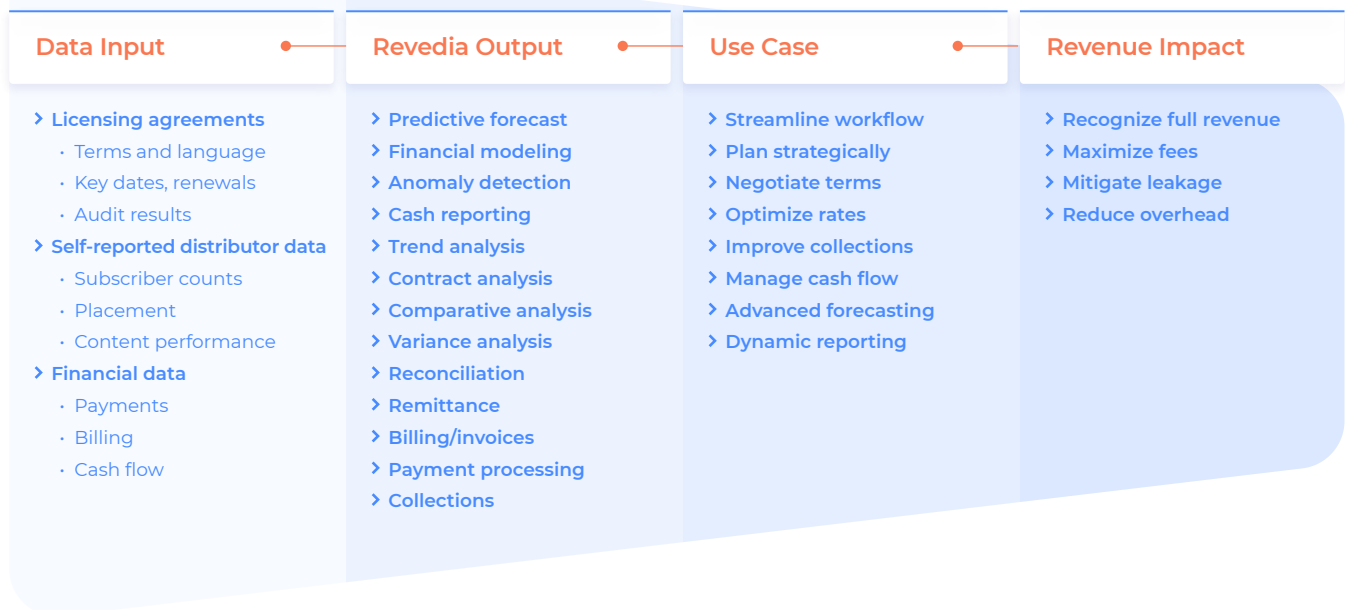 Data Input
Licensing agreements
Terms and language
Key dates, renewals
Audit results
Self-reported distributor data
Subscriber counts
Placement
Content performance
Financial data
Payments
Billing
Cash flow
Revedia Output
Predictive forecast
Financial modeling
Anomaly detection
Cash reporting
Trend analysis
Contract analysis
Comparative analysis
Variance analysis
Reconciliation
Remittance
Billing/invoices
Payment processing
Collections
Use Case
Streamline workflow
Plan strategically
Negotiate terms
Optimize rates
Improve collections
Manage cash flow
Advanced forecasting
Dynamic reporting
Revenue Impact
Recognize full revenue
Maximize fees
Mitigate leakage
Reduce overhead